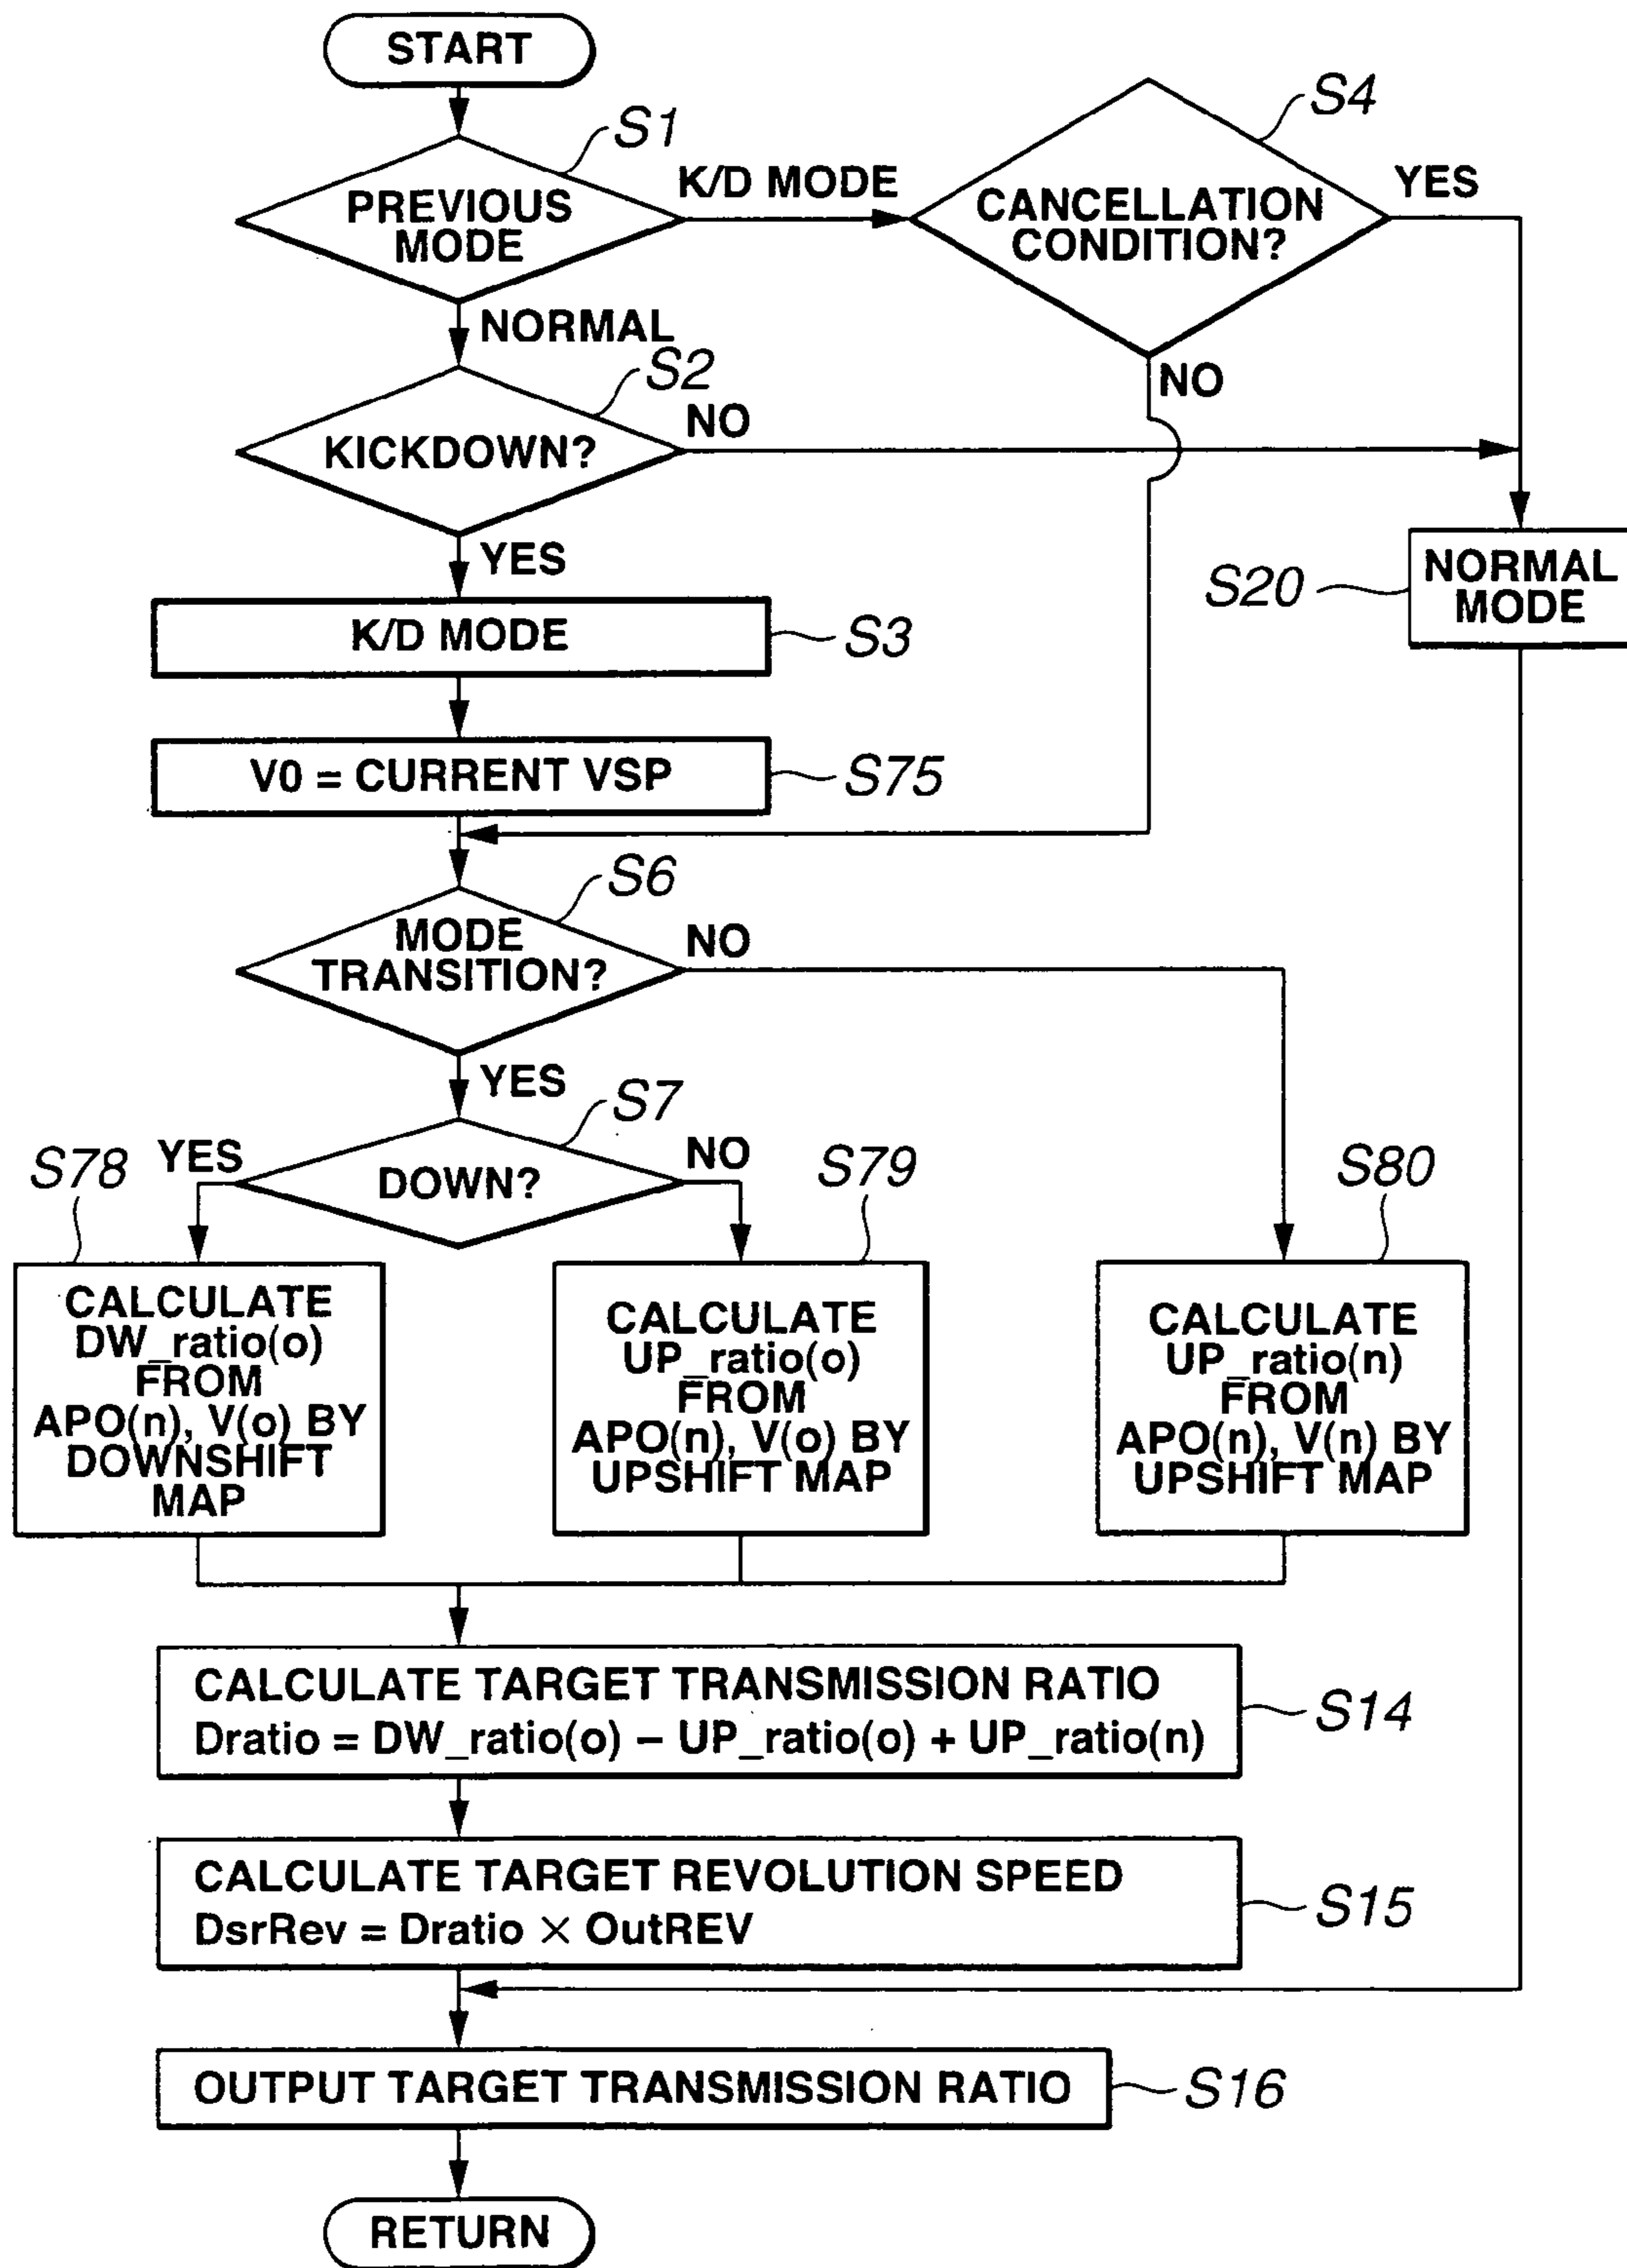 START
S1
PREVIOUS
MODE
K/D MODE
S4
CANCELLATION
CONDITION?
YES
NORMAL
NO
S2
KICKDOWN?
NO
YES
S20
NORMAL
MODE
K/D MODE
S3
V0 = CURRENT VSP
S75
S6
MODE
TRANSITION?
NO
YES
S7
DOWN?
YES
NO
S78
CALCULATE
DW_ratio(o)
FROM
APO(n), V(o) BY
DOWNSHIFT
MAP
S79
CALCULATE
UP_ratio(o)
FROM
APO(n), V(o) BY
UPSHIFT MAP
S80
CALCULATE
UP_ratio(n)
FROM
APO(n), V(n) BY
UPSHIFT MAP
CALCULATE TARGET TRANSMISSION RATIO
Dratio = DW_ratio(o) – UP_ratio(o) + UP_ratio(n)
S14
CALCULATE TARGET REVOLUTION SPEED
DsrRev = Dratio × OutREV
S15
OUTPUT TARGET TRANSMISSION RATIO
S16
RETURN